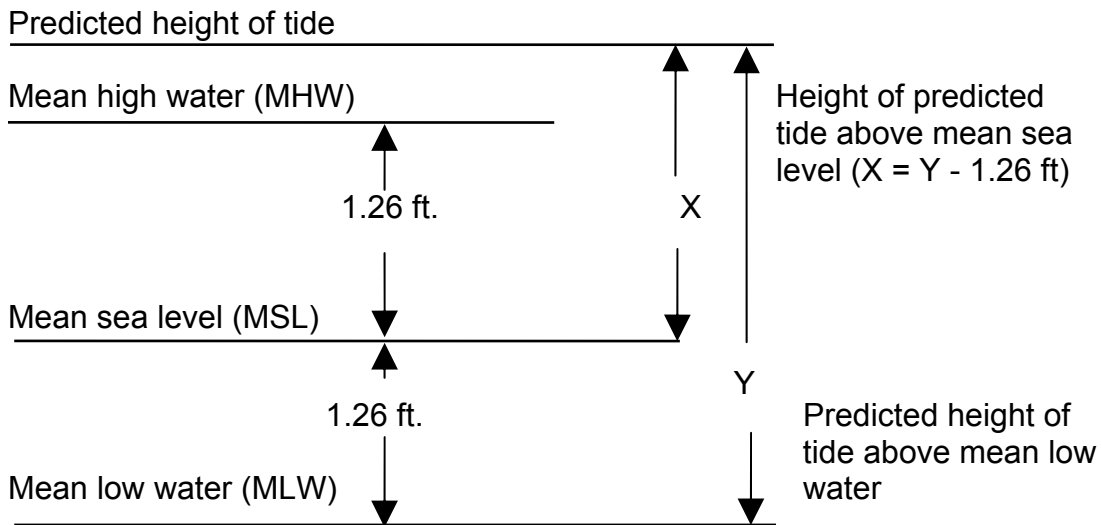 Predicted height of tide
Mean high water (MHW)
Height of predicted
tide above mean sea
level (X = Y - 1.26 ft)
1.26 ft.
X
Mean sea level (MSL)
Y
1.26 ft.
Predicted height of
tide above mean low
water
Mean low water (MLW)